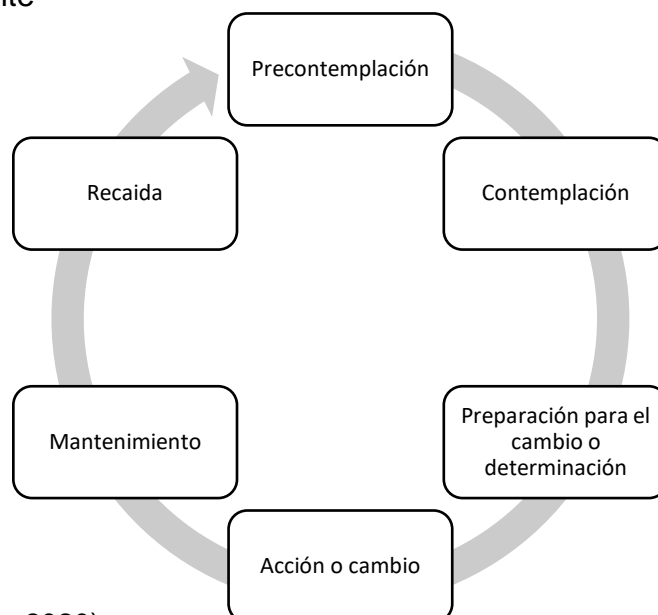 Precontemplación
Contemplación
Preparación para el
cambio o
determinación
Acción o cambio
Mantenimiento
Recaida